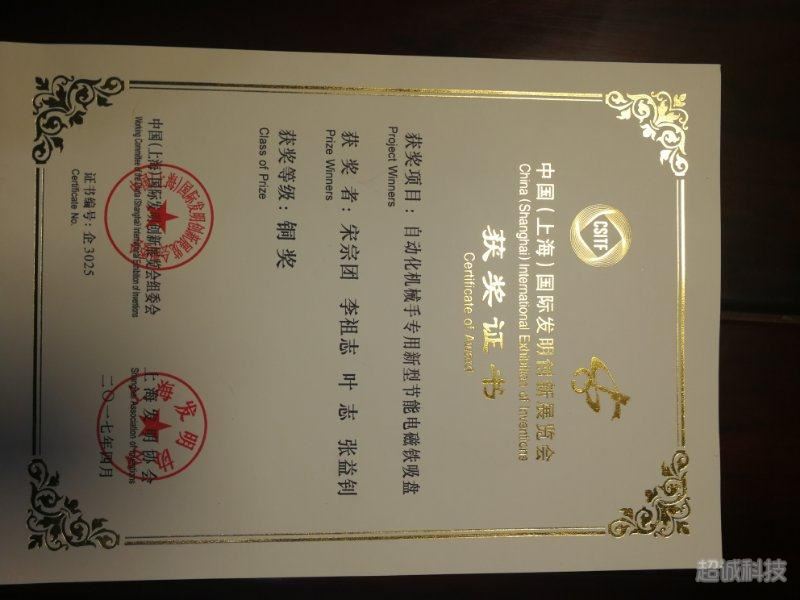 CSITF
中国(上海)国际发明创新展览会
China (Shanghai) International Exhibition of Inventions
获奖证书
Certificate of Award
获奖项目：自动化机械手专用新型节能电磁铁吸盘
Project Winners
获 奖 者：宋宗团 李祖志 叶 志 张益钊
Prize Winners
获奖等级：铜奖
Class of Prize
中国(上海)国际发明创新展览会组委会
Working Committee of the China (Shanghai) International Exhibition of Inventions
上海发明协会
Shanghai Association of Inventions
二〇一七年四月
证书编号：企3025
Certificate No.
超诚科技